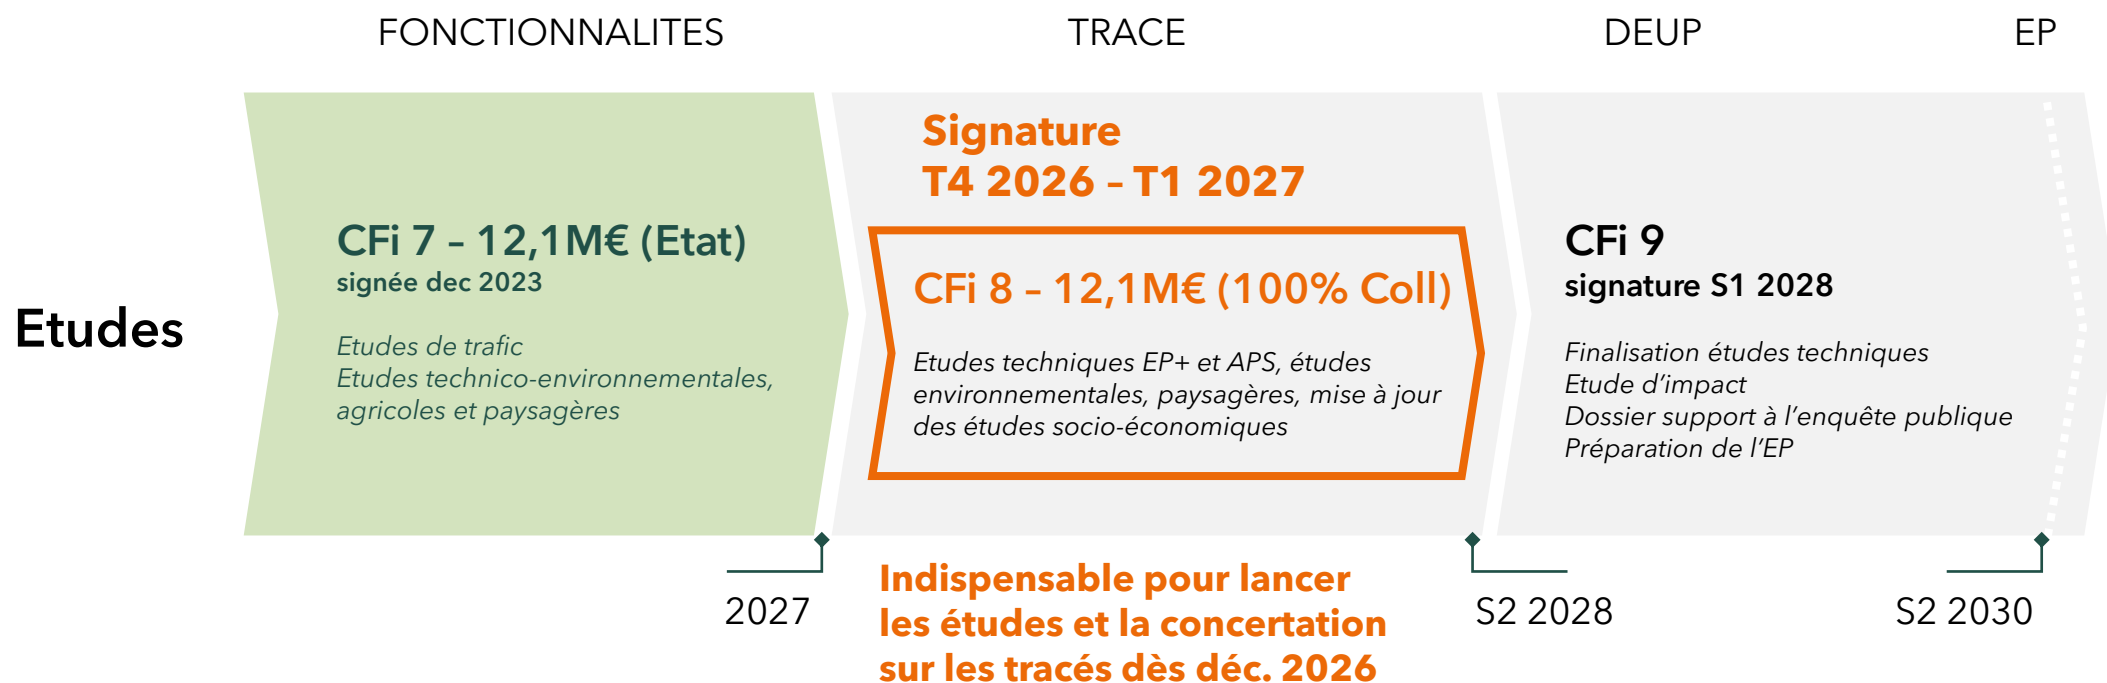 FONCTIONNALITES
TRACE
DEUP
EP
Etudes
CFi 7 – 12,1M€ (Etat)
signée dec 2023
Etudes de trafic
Etudes technico-environnementales,
agricoles et paysagères
Signature
T4 2026 – T1 2027
CFi 8 – 12,1M€ (100% Coll)
Etudes techniques EP+ et APS, études
environnementales, paysagères, mise à jour
des études socio-économiques
CFi 9
signature S1 2028
Finalisation études techniques
Etude d’impact
Dossier support à l’enquête publique
Préparation de l’EP
2027
Indispensable pour lancer
les études et la concertation
sur les tracés dès déc. 2026
S2 2028
S2 2030